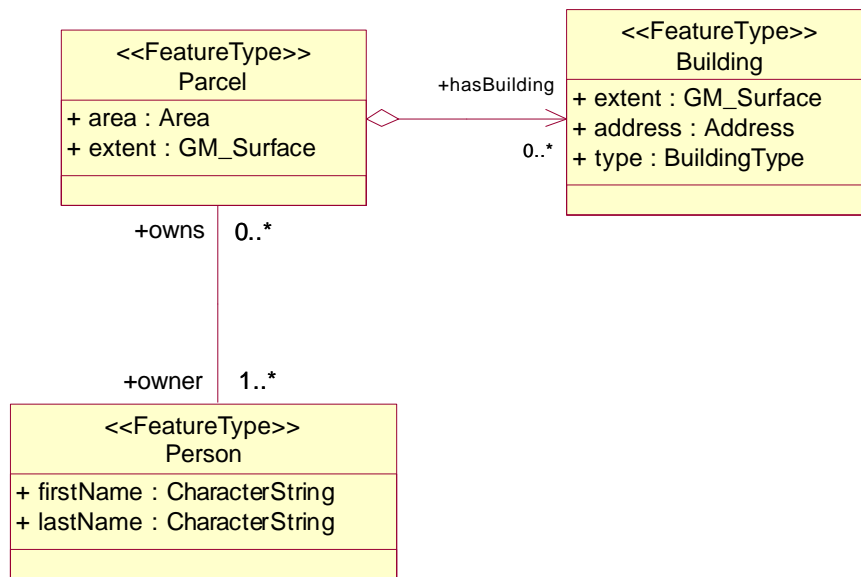 <<FeatureType>>
Parcel
+ area : Area
+ extent : GM_Surface
+hasBuilding
0..*
<<FeatureType>>
Building
+ extent : GM_Surface
+ address : Address
+ type : BuildingType
+owns
0..*
+owner
1..*
<<FeatureType>>
Person
+ firstName : CharacterString
+ lastName : CharacterString